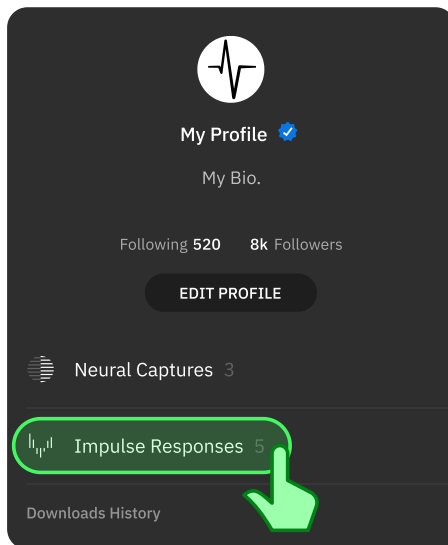 My Profile
My Bio.
Following 520 8k Followers
EDIT PROFILE
Neural Captures 3
Impulse Responses 5
Downloads History